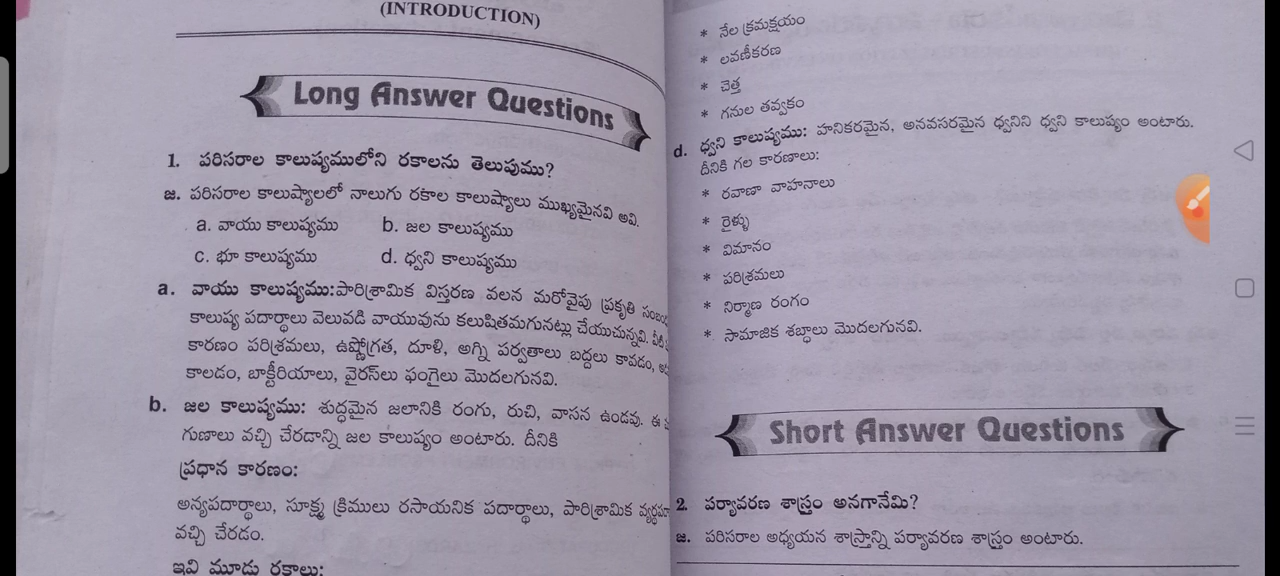 (INTRODUCTION)
Long Answer Questions
1. పరిసరాల కాలుష్యములోని రకాలను తెలుపుము?
జ. పరిసరాల కాలుష్యాలలో నాలుగు రకాల కాలుష్యాలు ముఖ్యమైనవి అవి.
a. వాయు కాలుష్యము b. జల కాలుష్యము
c. భూ కాలుష్యము d. ధ్వని కాలుష్యము
a. వాయు కాలుష్యము:పారిశ్రామిక విస్తరణ వలన మరోవైపు ప్రకృతి
కాలుష్య పదార్థాలు వెలువడి వాయువును కలుషితమగునట్లు చేయుచున్నవి.
కారణం పరిశ్రమలు, ఉష్ణోగ్రత, దూళి, అగ్ని పర్వతాలు బద్దలు కావడం,
కాలడం, బాక్టీరియాలు, వైరస్‌లు ఫంగైలు మొదలగునవి.
b. జల కాలుష్యము: శుద్ధమైన జలానికి రంగు, రుచి, వాసన ఉండవు. ఈ
గుణాలు వచ్చి చేరడాన్ని జల కాలుష్యం అంటారు. దీనికి
ప్రధాన కారణం:
అన్యపదార్థాలు, సూక్ష్మ క్రిములు రసాయనిక పదార్థాలు, పారిశ్రామిక
వచ్చి చేరడం.
ఇవి మూడు రకాలు:
* నేల క్రమక్షయం
* లవణీకరణ
* చెత్త
* గనుల తవ్వకం
d. ధ్వని కాలుష్యము: హనికరమైన, అనవసరమైన ధ్వనిని ధ్వని కాలుష్యం అంటారు.
దీనికి గల కారణాలు:
* రవాణా వాహనాలు
* రైళ్ళు
* విమానం
* పరిశ్రమలు
* నిర్మాణ రంగం
* సామాజిక శబ్ధాలు మొదలగునవి.
Short Answer Questions
2. పర్యావరణ శాస్త్రం అనగానేమి?
జ. పరిసరాల అధ్యయన శాస్త్రాన్ని పర్యావరణ శాస్త్రం అంటారు.